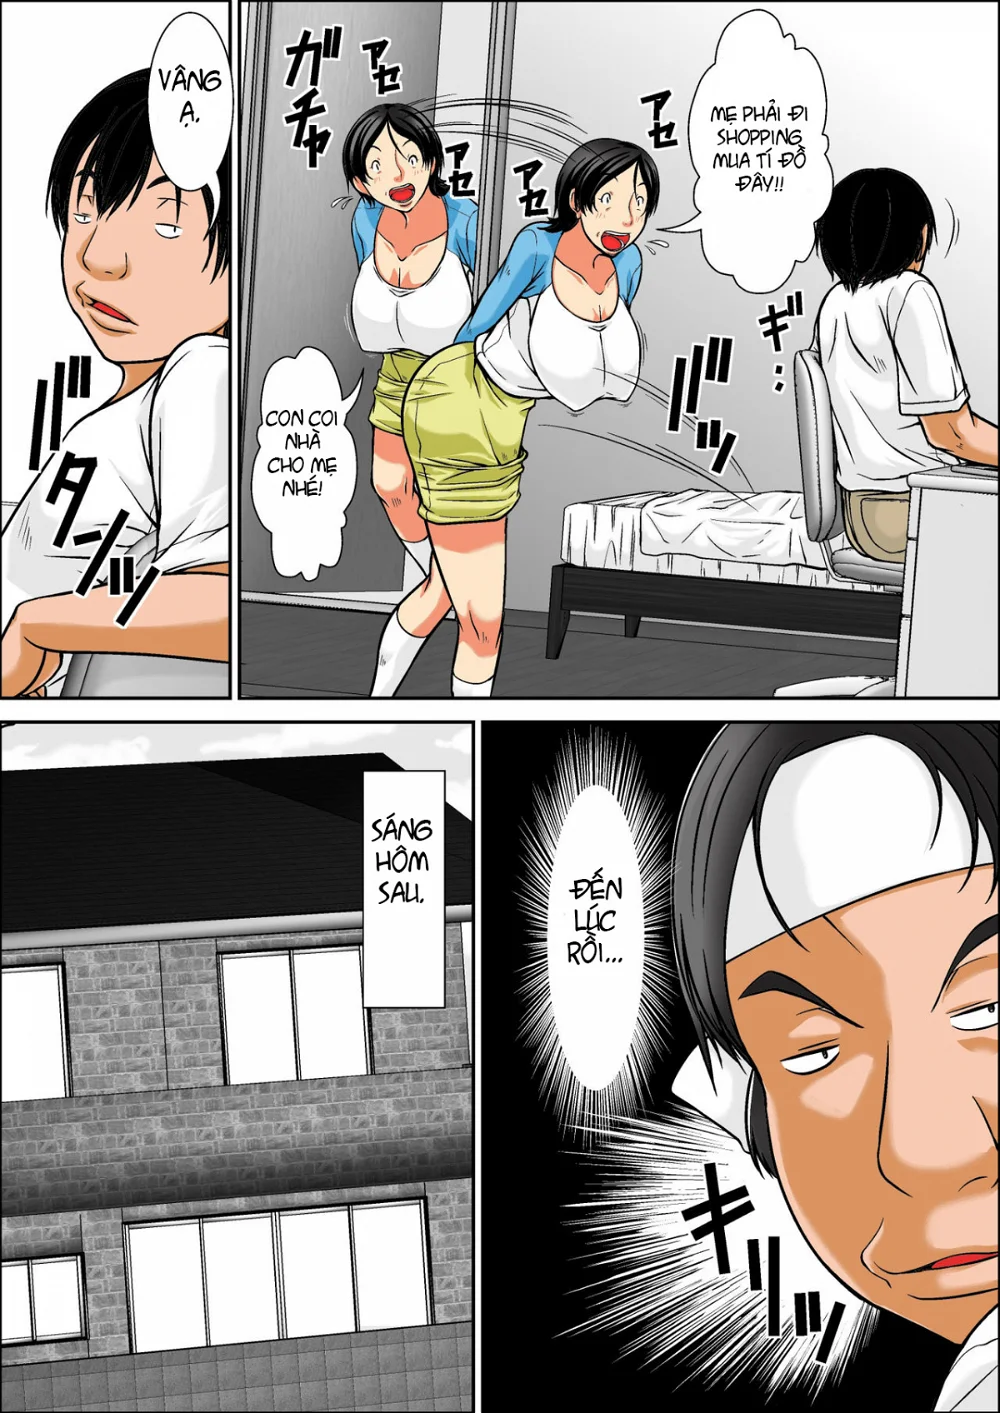 MẸ PHẢI ĐI
SHOPPING
MUA TÍ ĐỒ
ĐÂY!!
アセ
アセ
アセ
アセ
ガチャ
ギ:
ドッ
CON COI
NHÀ
CHO MẸ
NHÉ!
VÂNG
Ạ.
バタンッ
ĐẾN
LÚC
RỒI...
キリッ
SÁNG
HÔM
SAU.